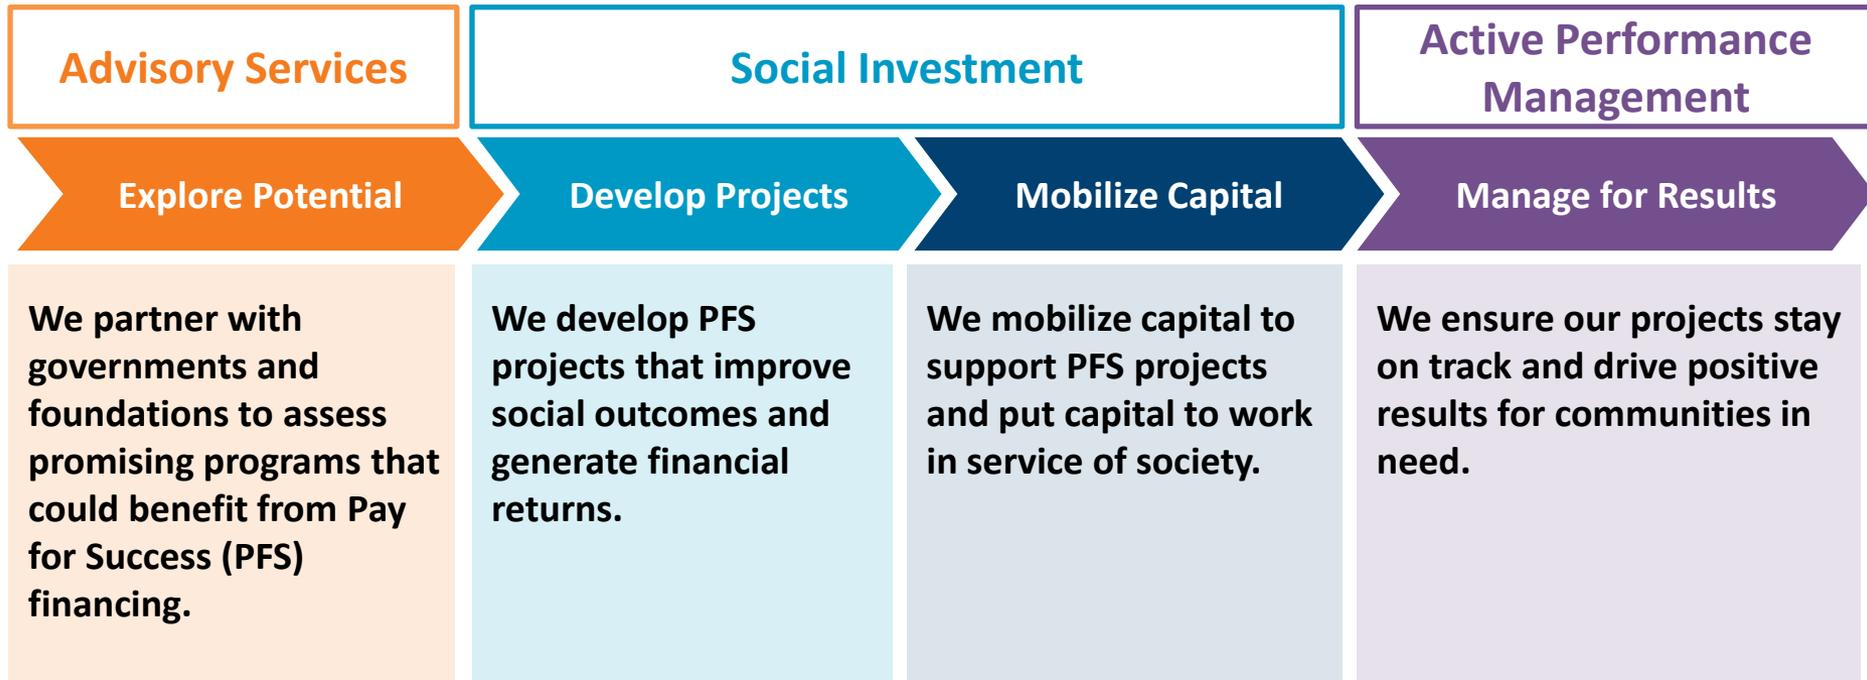 Advisory Services
Social Investment
Active Performance
Management
Explore Potential
Develop Projects
Mobilize Capital
Manage for Results
We partner with
governments and
foundations to assess
promising programs that
could benefit from Pay
for Success (PFS)
financing.
We develop PFS
projects that improve
social outcomes and
generate financial
returns.
We mobilize capital to
support PFS projects
and put capital to work
in service of society.
We ensure our projects stay
on track and drive positive
results for communities in
need.